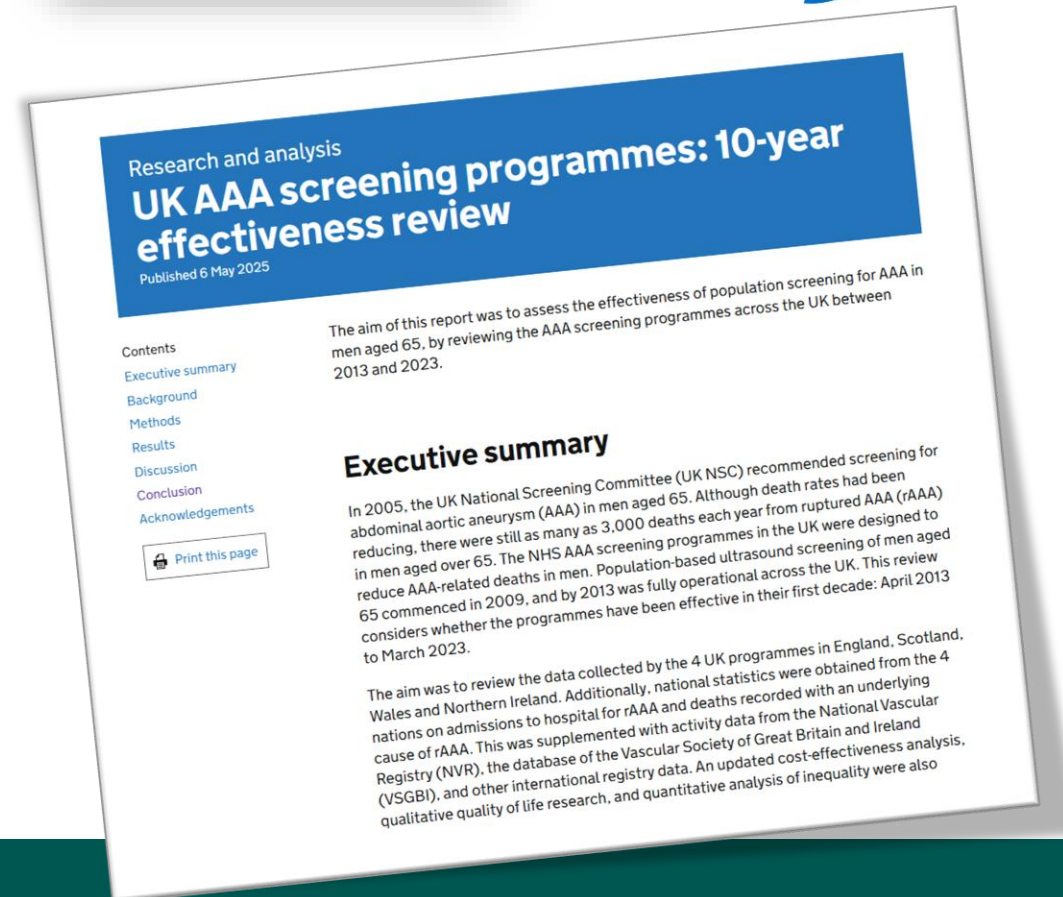 Research and analysis
UK AAA screening programmes: 10-year
effectiveness review
Published 6 May 2025
Contents
Executive summary
Background
Methods
Results
Discussion
Conclusion
Acknowledgements
Print this page
The aim of this report was to assess the effectiveness of population screening for AAA in
men aged 65, by reviewing the AAA screening programmes across the UK between
2013 and 2023.
Executive summary
In 2005, the UK National Screening Committee (UK NSC) recommended screening for
abdominal aortic aneurysm (AAA) in men aged 65. Although death rates had been
reducing, there were still as many as 3,000 deaths each year from ruptured AAA (rAAA)
in men aged over 65. The NHS AAA screening programmes in the UK were designed to
reduce AAA-related deaths in men. Population-based ultrasound screening of men aged
65 commenced in 2009, and by 2013 was fully operational across the UK. This review
considers whether the programmes have been effective in their first decade: April 2013
to March 2023.
The aim was to review the data collected by the 4 UK programmes in England, Scotland,
Wales and Northern Ireland. Additionally, national statistics were obtained from the 4
nations on admissions to hospital for rAAA and deaths recorded with an underlying
cause of rAAA. This was supplemented with activity data from the National Vascular
Registry (NVR), the database of the Vascular Society of Great Britain and Ireland
(VSGBI), and other international registry data. An updated cost-effectiveness analysis,
qualitative quality of life research, and quantitative analysis of inequality were also